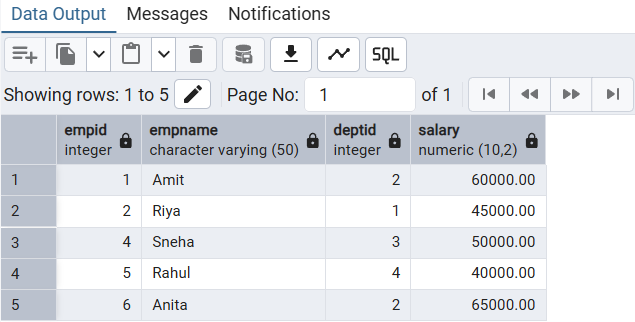 Data Output Messages Notifications
SQL
Showing rows: 1 to 5 Page No: 1 of 1
empid empname deptid salary
integer character varying (50) integer numeric (10,2)
1 1 Amit 2 60000.00
2 2 Riya 1 45000.00
3 4 Sneha 3 50000.00
4 5 Rahul 4 40000.00
5 6 Anita 2 65000.00